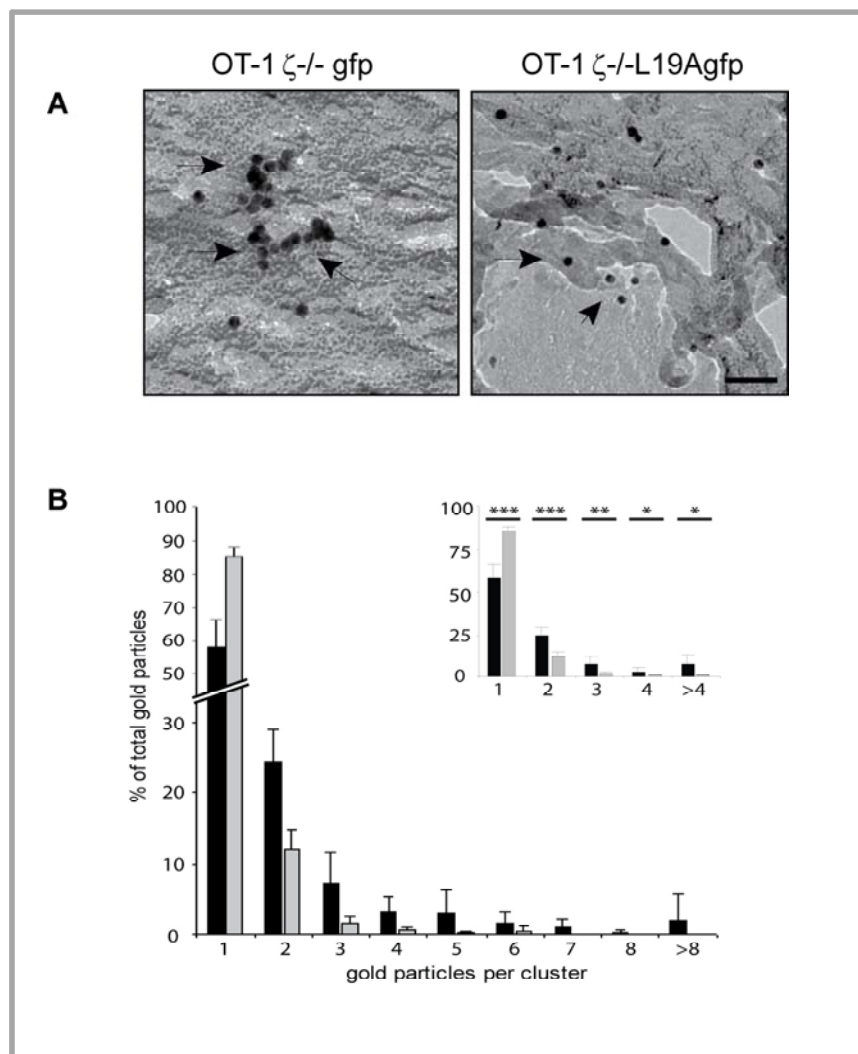 OT-1 ζ-/- gfp
OT-1 ζ-/-L19Agfp
A
B
100
90
80
70
60
50
30
20
10
0
% of total gold particles
1 2 3 4 5 6 7 8 >8
gold particles per cluster
100
75
50
25
0
*** *** ** * *
1 2 3 4 >4